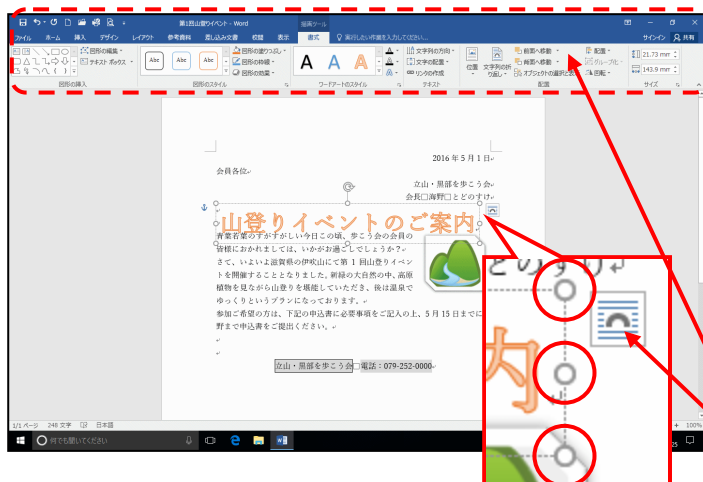 第1回山登りイベント - Word
描画ツール
サインイン 共有
ファイル ホーム 挿入 デザイン レイアウト 参考資料 差し込み文書 校閲 表示 書式 実行したい作業を入力してください...
図形の編集 テキスト ボックス
Abc Abc Abc
図形の塗りつぶし 図形の枠線 図形の効果
A A A
文字列の方向 文字の配置 リンクの作成
位置 文字列の折り返し
前面へ移動 背面へ移動 オブジェクトの選択と表示
配置 グループ化 回転
21.73 mm
143.9 mm
図形の挿入 図形のスタイル ワードアートのスタイル テキスト 配置 サイズ
2016 年 5 月 1 日
会員各位
立山・黒部を歩こう会
会長□海野□とどのすけ
山登りイベントのご案内
青葉若葉のすがすがしい今日この頃、歩こう会の会員の
皆様におかれましては、いかがお過ごしでしょうか?
さて、いよいよ滋賀県の伊吹山にて第 1 回山登りイベン
トを開催することとなりました。新緑の大自然の中、高原
植物を見ながら山登りを堪能していただき、後は温泉で
ゆっくりというプランになっております。
参加ご希望の方は、下記の申込書に必要事項をご記入の上、5 月 15 日までに
野まで申込書をご提出ください。
立山・黒部を歩こう会□電話：079-252-0000
とのすけ
内
1/1 ページ 246 文字 日本語
100%
何でも聞いてください
25